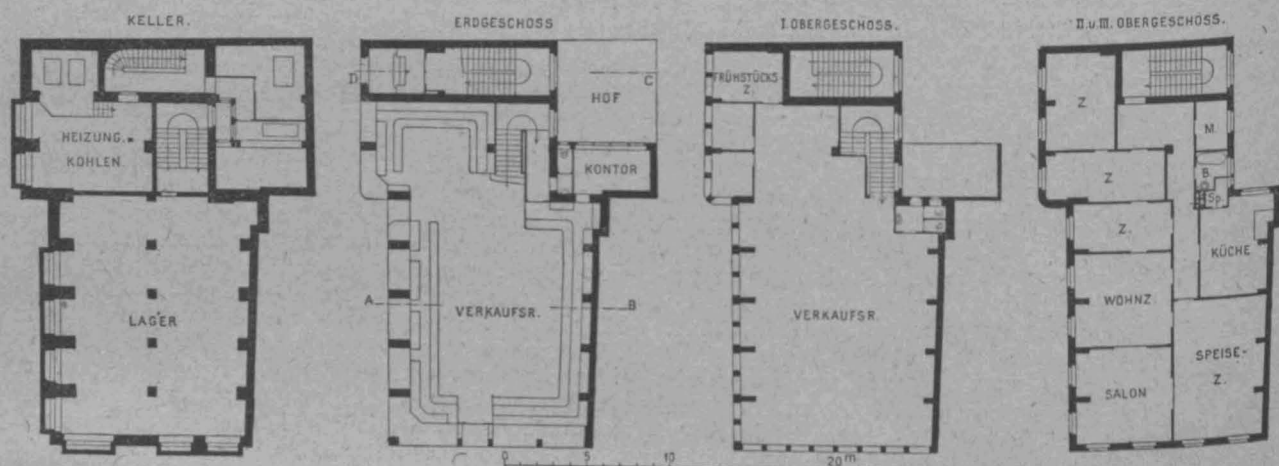 KELLER.
HEIZUNG.
KOHLEN
LAGER
ERDGESCHOSS
D
C
HOF
KONTOR
A
B
VERKAUFSR.
I. OBERGESCHOSS.
FRÜHSTÜCKS
Z.
VERKAUFSR.
II. u. III. OBERGESCHOSS.
Z
M.
Z
B.
Sp.
Z.
KÜCHE
WOHNZ.
SPEISE-
Z.
SALON
0 5 10 20 m